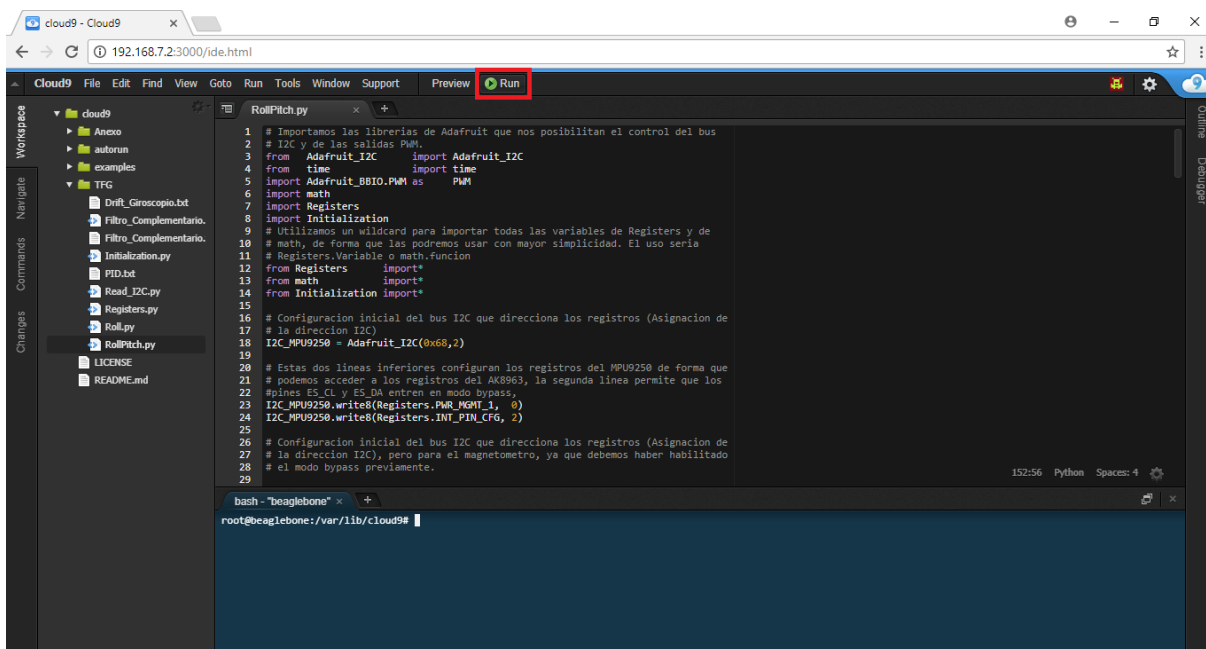 cloud9 - Cloud9
192.168.7.2:3000/ide.html
Cloud9 File Edit Find View Goto Run Tools Window Support Preview Run
Workspace
Navigate
Commands
Changes
cloud9
Anexo
autorun
examples
TFG
Drift_Giroscopio.txt
Filtro_Complementario.
Filtro_Complementario.
Initialization.py
PID.txt
Read_I2C.py
Registers.py
Roll.py
RollPitch.py
LICENSE
README.md
RollPitch.py
1 # Importamos las librerias de Adafruit que nos posibilitan el control del bus
2 # I2C y de las salidas PWM.
3 from Adafruit_I2C import Adafruit_I2C
4 from time import time
5 import Adafruit_BBIO.PWM as PWM
6 import math
7 import Registers
8 import Initialization
9 # Utilizamos un wildcard para importar todas las variables de Registers y de
10 # math, de forma que las podremos usar con mayor simplicidad. El uso seria
11 # Registers.Variable o math.funcion
12 from Registers import*
13 from math import*
14 from Initialization import*
15
16 # Configuracion inicial del bus I2C que direcciona los registros (Asignacion de
17 # la direccion I2C)
18 I2C_MPU9250 = Adafruit_I2C(0x68,2)
19
20 # Estas dos lineas inferiores configuran los registros del MPU9250 de forma que
21 # podemos acceder a los registros del AK8963, la segunda linea permite que los
22 #pines ES_CL y ES_DA entren en modo bypass,
23 I2C_MPU9250.write8(Registers.PWR_MGMT_1, 0)
24 I2C_MPU9250.write8(Registers.INT_PIN_CFG, 2)
25
26 # Configuracion inicial del bus I2C que direcciona los registros (Asignacion de
27 # la direccion I2C), pero para el magnetometro, ya que debemos haber habilitado
28 # el modo bypass previamente.
29
152:56 Python Spaces: 4
Outline
Debugger
bash - "beaglebone"
root@beaglebone:/var/lib/cloud9#